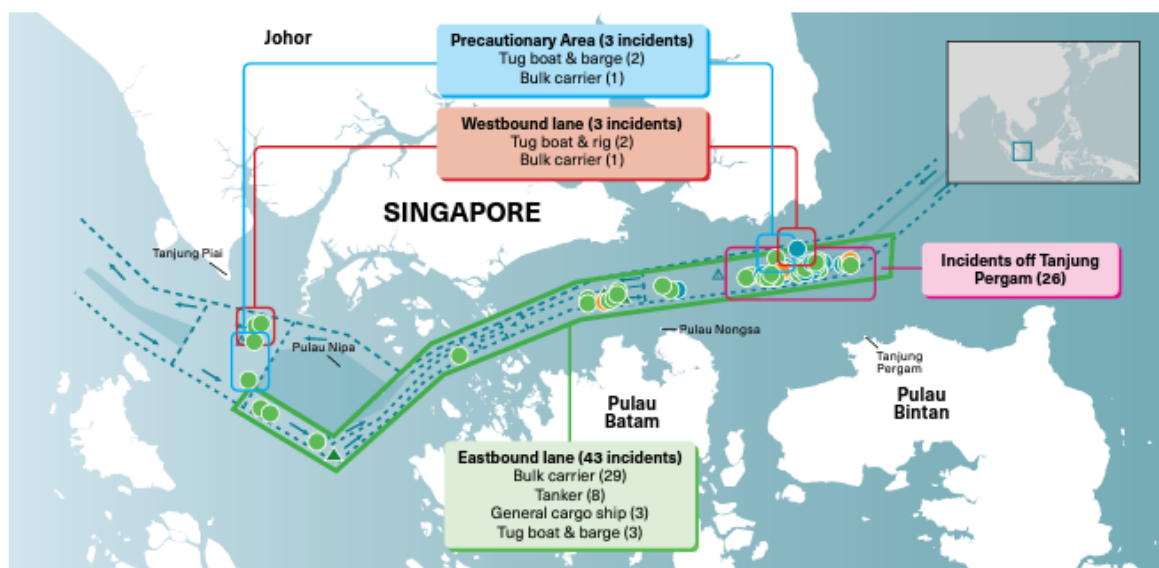 Johor
Precautionary Area (3 incidents)
Tug boat & barge (2)
Bulk carrier (1)
Westbound lane (3 incidents)
Tug boat & rig (2)
Bulk carrier (1)
SINGAPORE
Tanjung Piai
Incidents off Tanjung
Pergam (26)
Pulau Nipa
Pulau Nongsa
Tanjung
Pergam
Pulau
Batam
Pulau
Bintan
Eastbound lane (43 incidents)
Bulk carrier (29)
Tanker (8)
General cargo ship (3)
Tug boat & barge (3)